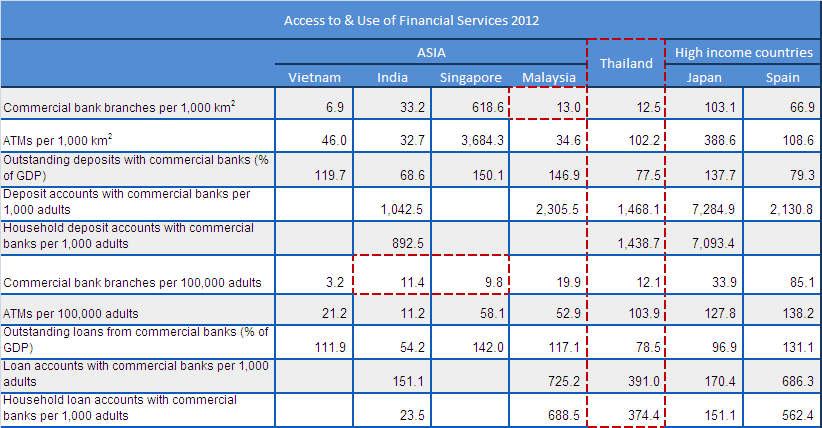 Access to & Use of Financial Services 2012
ASIA Thailand High income countries
Vietnam India Singapore Malaysia Japan Spain
Commercial bank branches per 1,000 km² 6.9 33.2 618.6 13.0 12.5 103.1 66.9
ATMs per 1,000 km² 46.0 32.7 3,684.3 34.6 102.2 388.6 108.6
Outstanding deposits with commercial banks (%
of GDP) 119.7 68.6 150.1 146.9 77.5 137.7 79.3
Deposit accounts with commercial banks per
1,000 adults 1,042.5 2,305.5 1,468.1 7,284.9 2,130.8
Household deposit accounts with commercial
banks per 1,000 adults 892.5 1,438.7 7,093.4
Commercial bank branches per 100,000 adults 3.2 11.4 9.8 19.9 12.1 33.9 85.1
ATMs per 100,000 adults 21.2 11.2 58.1 52.9 103.9 127.8 138.2
Outstanding loans from commercial banks (% of
GDP) 111.9 54.2 142.0 117.1 78.5 96.9 131.1
Loan accounts with commercial banks per 1,000
adults 151.1 725.2 391.0 170.4 686.3
Household loan accounts with commercial
banks per 1,000 adults 23.5 688.5 374.4 151.1 562.4